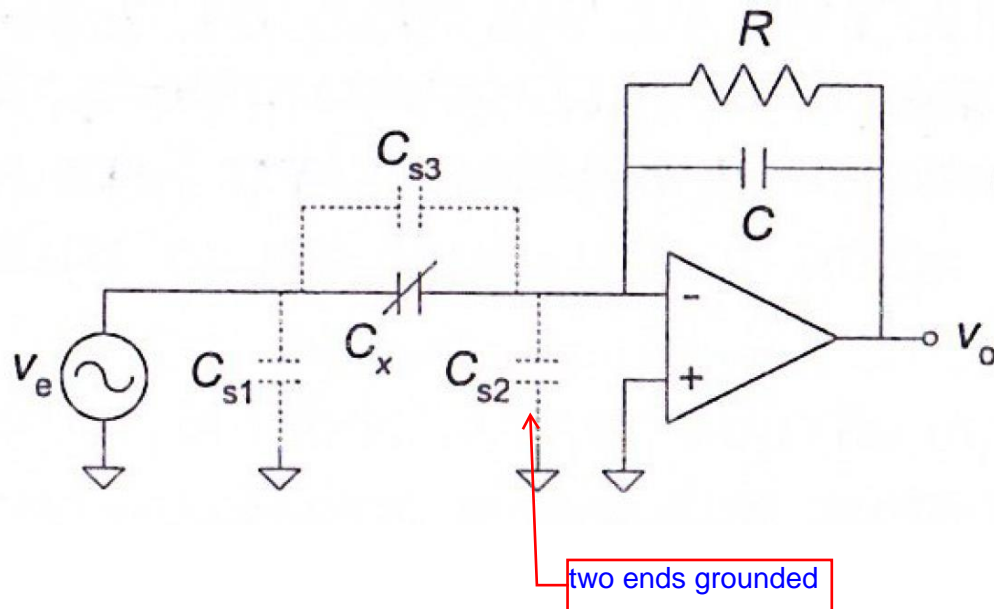 R
C
Cs3
Cx
Cs1
Cs2
ve
-
+
vo
two ends grounded